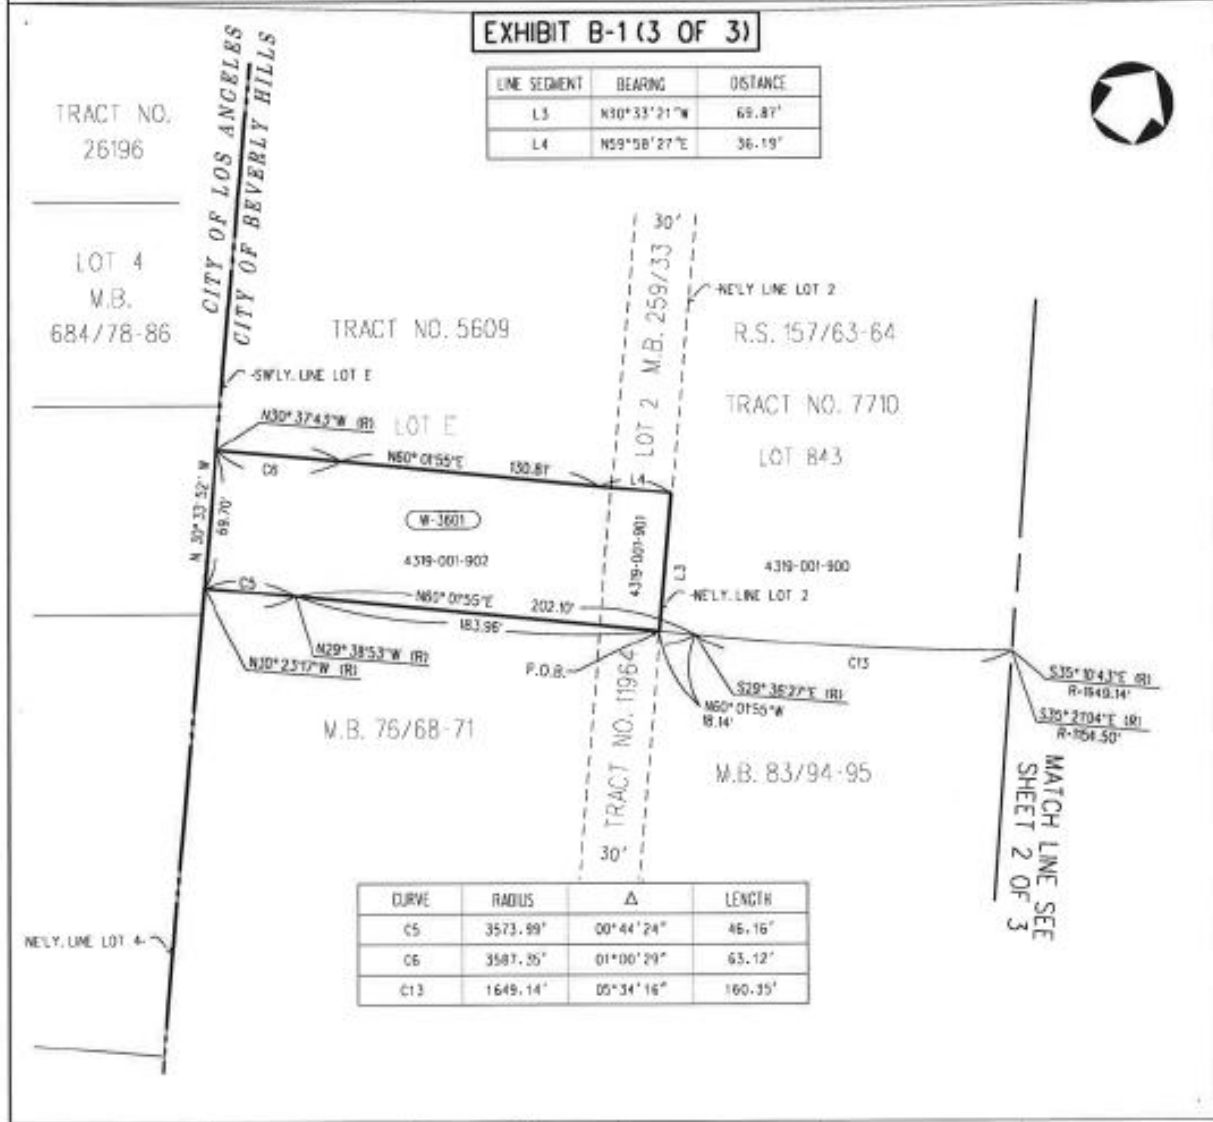 EXHIBIT B-1 (3 OF 3)
LINE SEGMENT BEARING DISTANCE
L3 N30°33'21"W 69.87'
L4 N59°58'27"E 36.19'
CITY OF LOS ANGELES
CITY OF BEVERLY HILLS
TRACT NO.
26196
LOT 4
M.B.
684/78-86
TRACT NO. 5609
SW'LY. LINE LOT E
N30°37'43"W (R)
LOT E
C6
N60°01'55"E
130.81'
L4
30'
LOT 2 M.B. 259/33
NE'LY LINE LOT 2
R.S. 157/63-64
TRACT NO. 7710
LOT 843
N 30°33'52" W
69.70'
W-3601
4319-001-902
4319-001-901
L3
4319-001-900
NE'LY. LINE LOT 2
C5
N60°01'55"E
202.10'
183.96'
N29°38'53"W (R)
N30°23'17"W (R)
P.O.B.
C13
S29°36'27"E (R)
N60°01'55"W
18.14'
S35°10'43"E (R)
R-1649.14'
S35°21'04"E (R)
M.B. 76/68-71
TRACT NO. 11964
30'
M.B. 83/94-95
MATCH LINE SEE
SHEET 2 OF 3
NE'LY. LINE LOT 4
CURVE RADIUS Δ LENGTH
C5 3573.99' 00°44'24" 46.16'
C6 3587.35' 01°00'29" 63.12'
C13 1649.14' 05°34'16" 160.35'